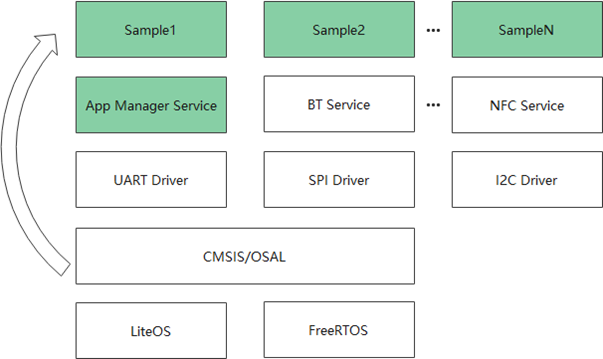 Sample1
Sample2
...
SampleN
App Manager Service
BT Service
...
NFC Service
UART Driver
SPI Driver
I2C Driver
CMSIS/OSAL
LiteOS
FreeRTOS